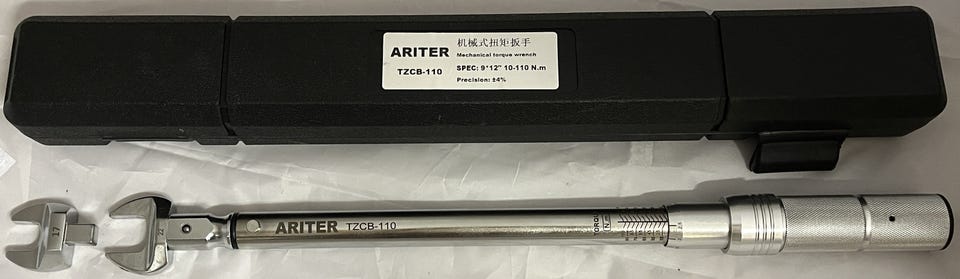 ARITER
机械式扭矩扳手
Mechanical torque wrench
TZCB-110
SPEC: 9*12" 10-110 N.m
Precision: ±4%
17
22
ARITER TZCB-110
N.m